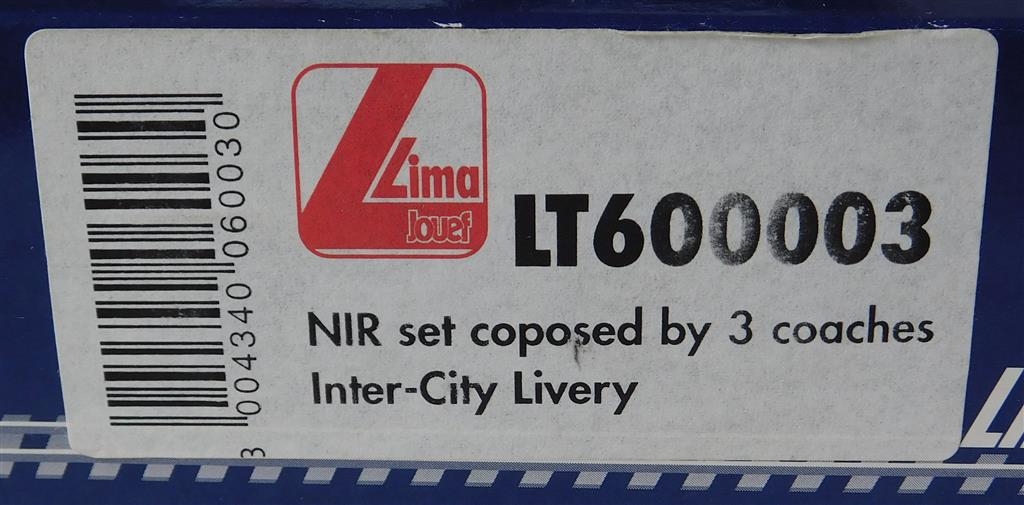 Lima
Jouef
LT600003
NIR set coposed by 3 coaches
Inter-City Livery
3 004340 060030